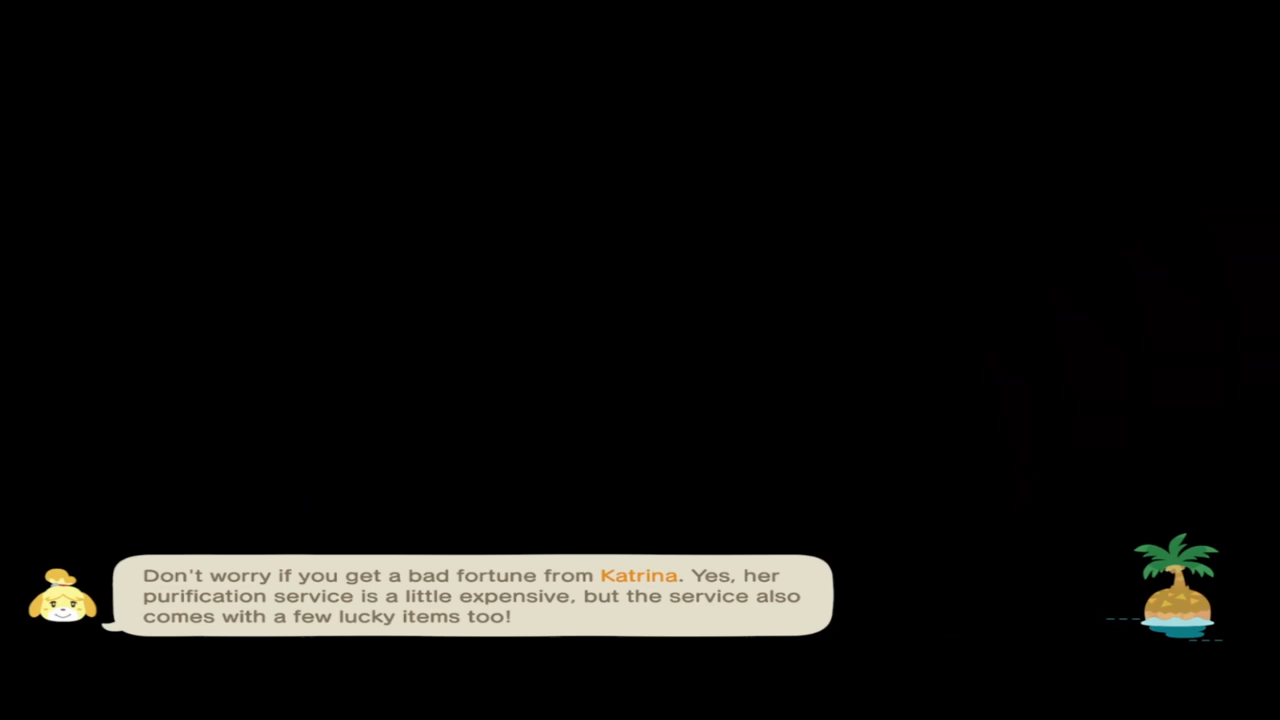 Don't worry if you get a bad fortune from Katrina. Yes, her
purification service is a little expensive, but the service also
comes with a few lucky items too!